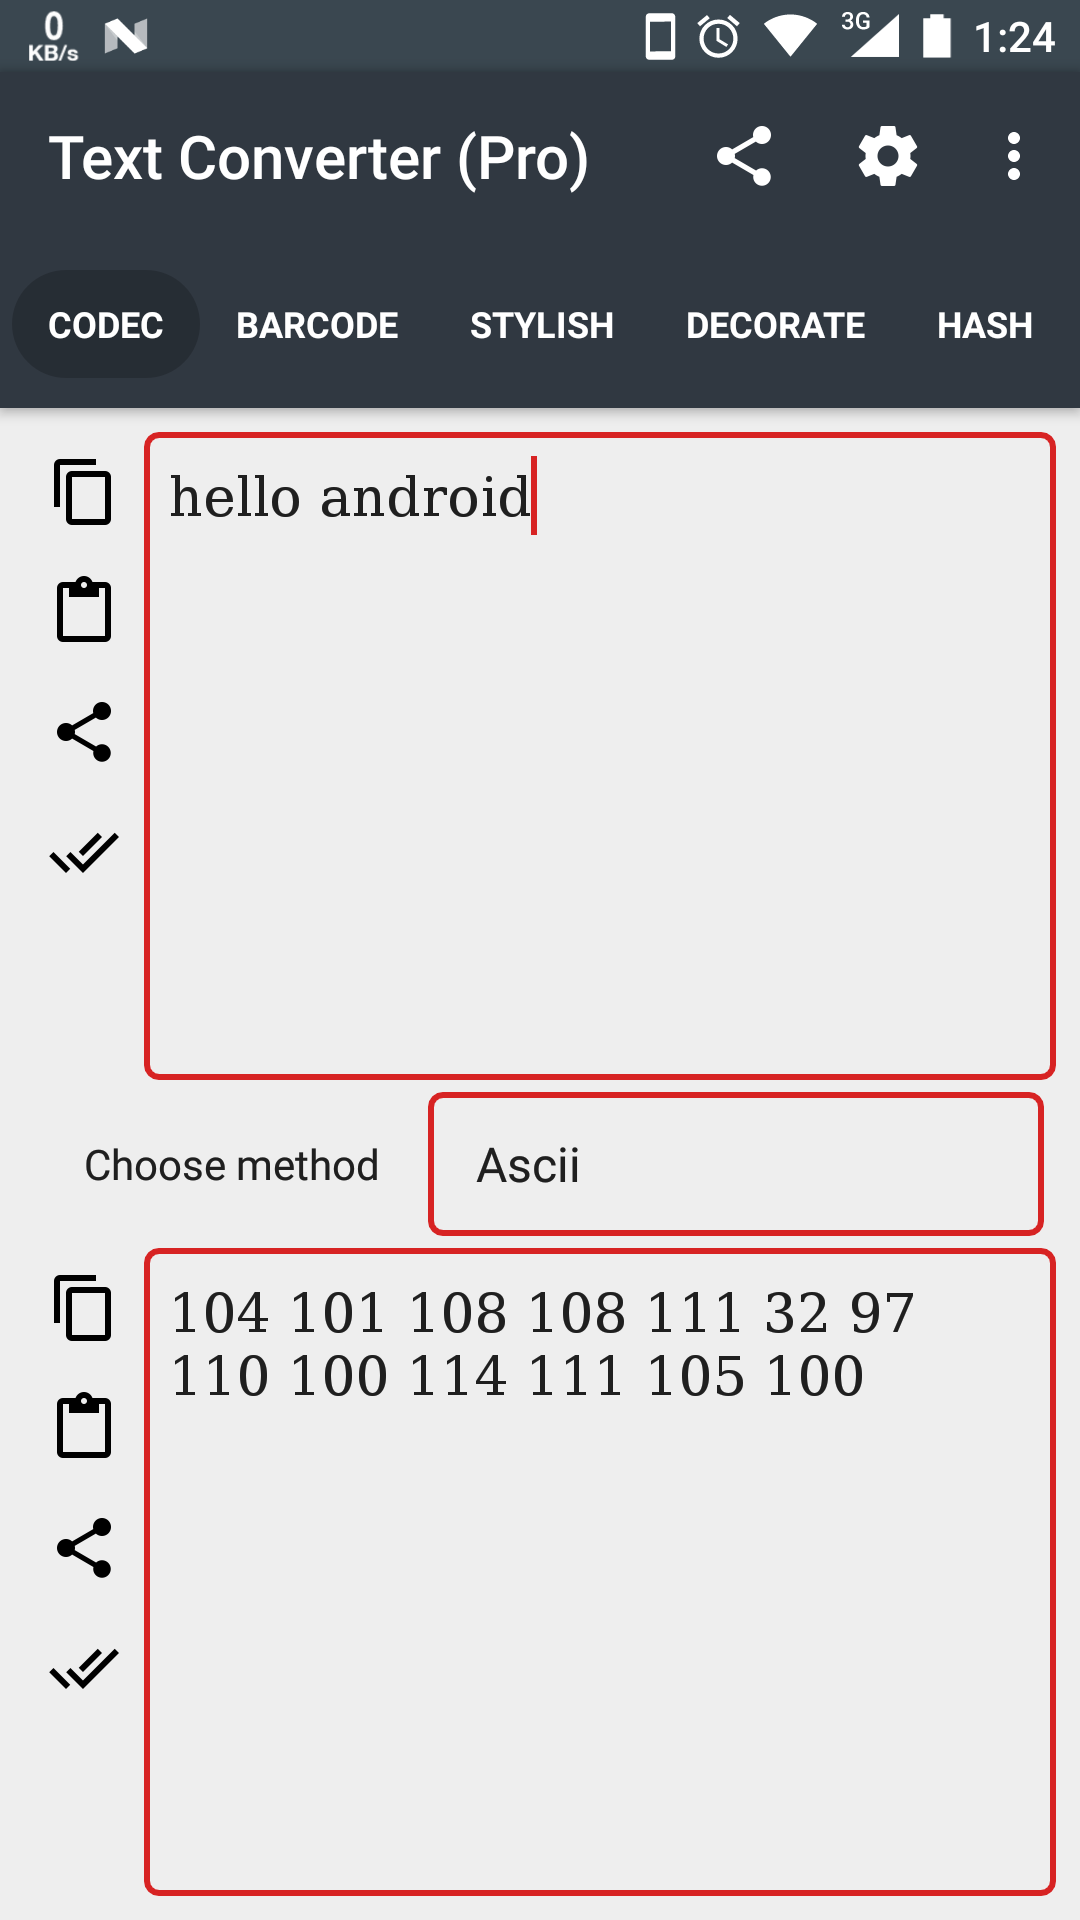 0
KB/s
3G
1:24
Text Converter (Pro)
CODEC BARCODE STYLISH DECORATE HASH
hello android
Choose method
Ascii
104 101 108 108 111 32 97
110 100 114 111 105 100